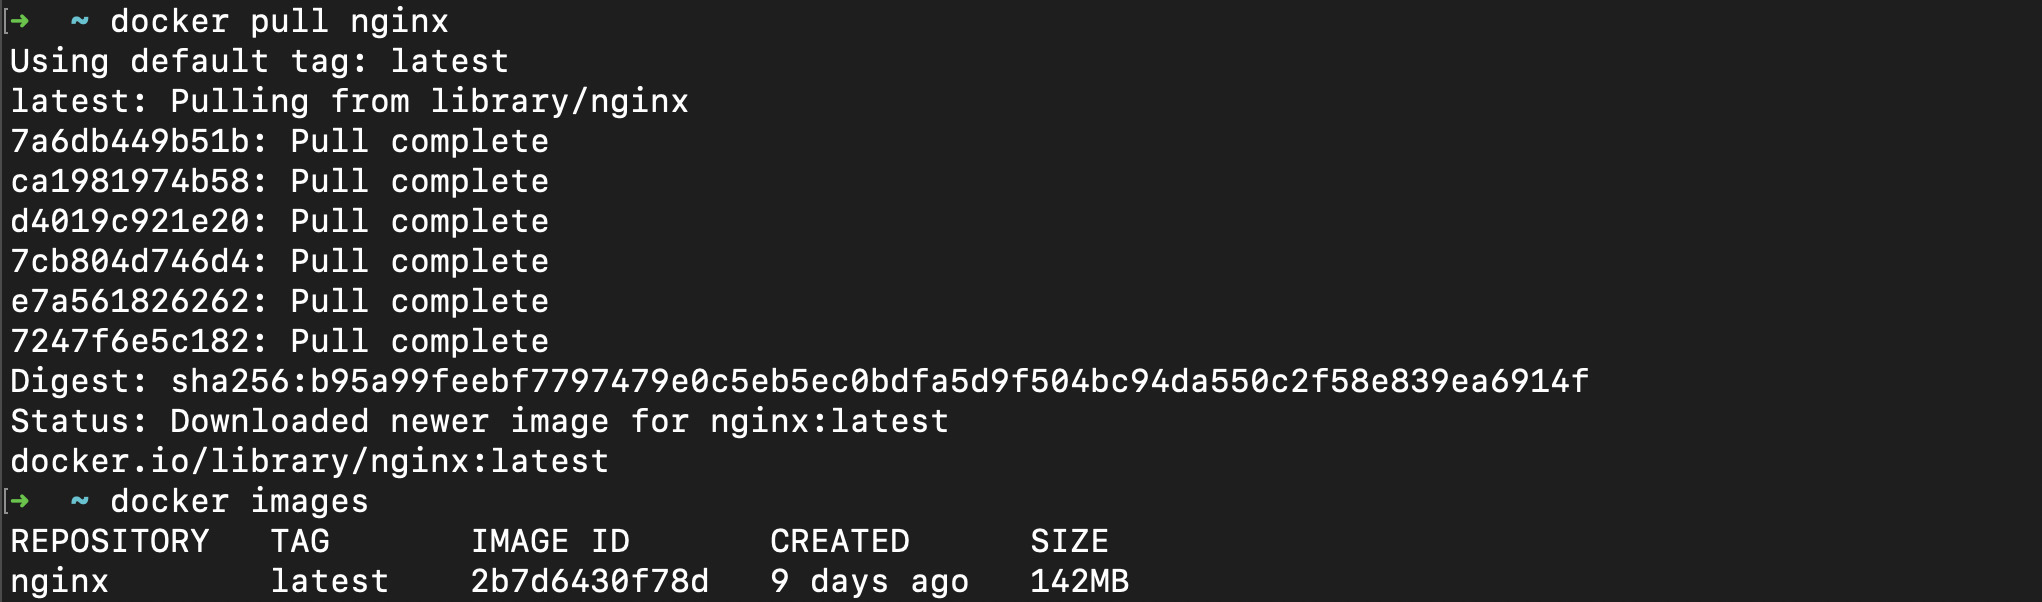 [➜  ~ docker pull nginx
Using default tag: latest
latest: Pulling from library/nginx
7a6db449b51b: Pull complete
ca1981974b58: Pull complete
d4019c921e20: Pull complete
7cb804d746d4: Pull complete
e7a561826262: Pull complete
7247f6e5c182: Pull complete
Digest: sha256:b95a99feebf7797479e0c5eb5ec0bdfa5d9f504bc94da550c2f58e839ea6914f
Status: Downloaded newer image for nginx:latest
docker.io/library/nginx:latest
[➜  ~ docker images
REPOSITORY   TAG       IMAGE ID       CREATED      SIZE
nginx        latest    2b7d6430f78d   9 days ago   142MB